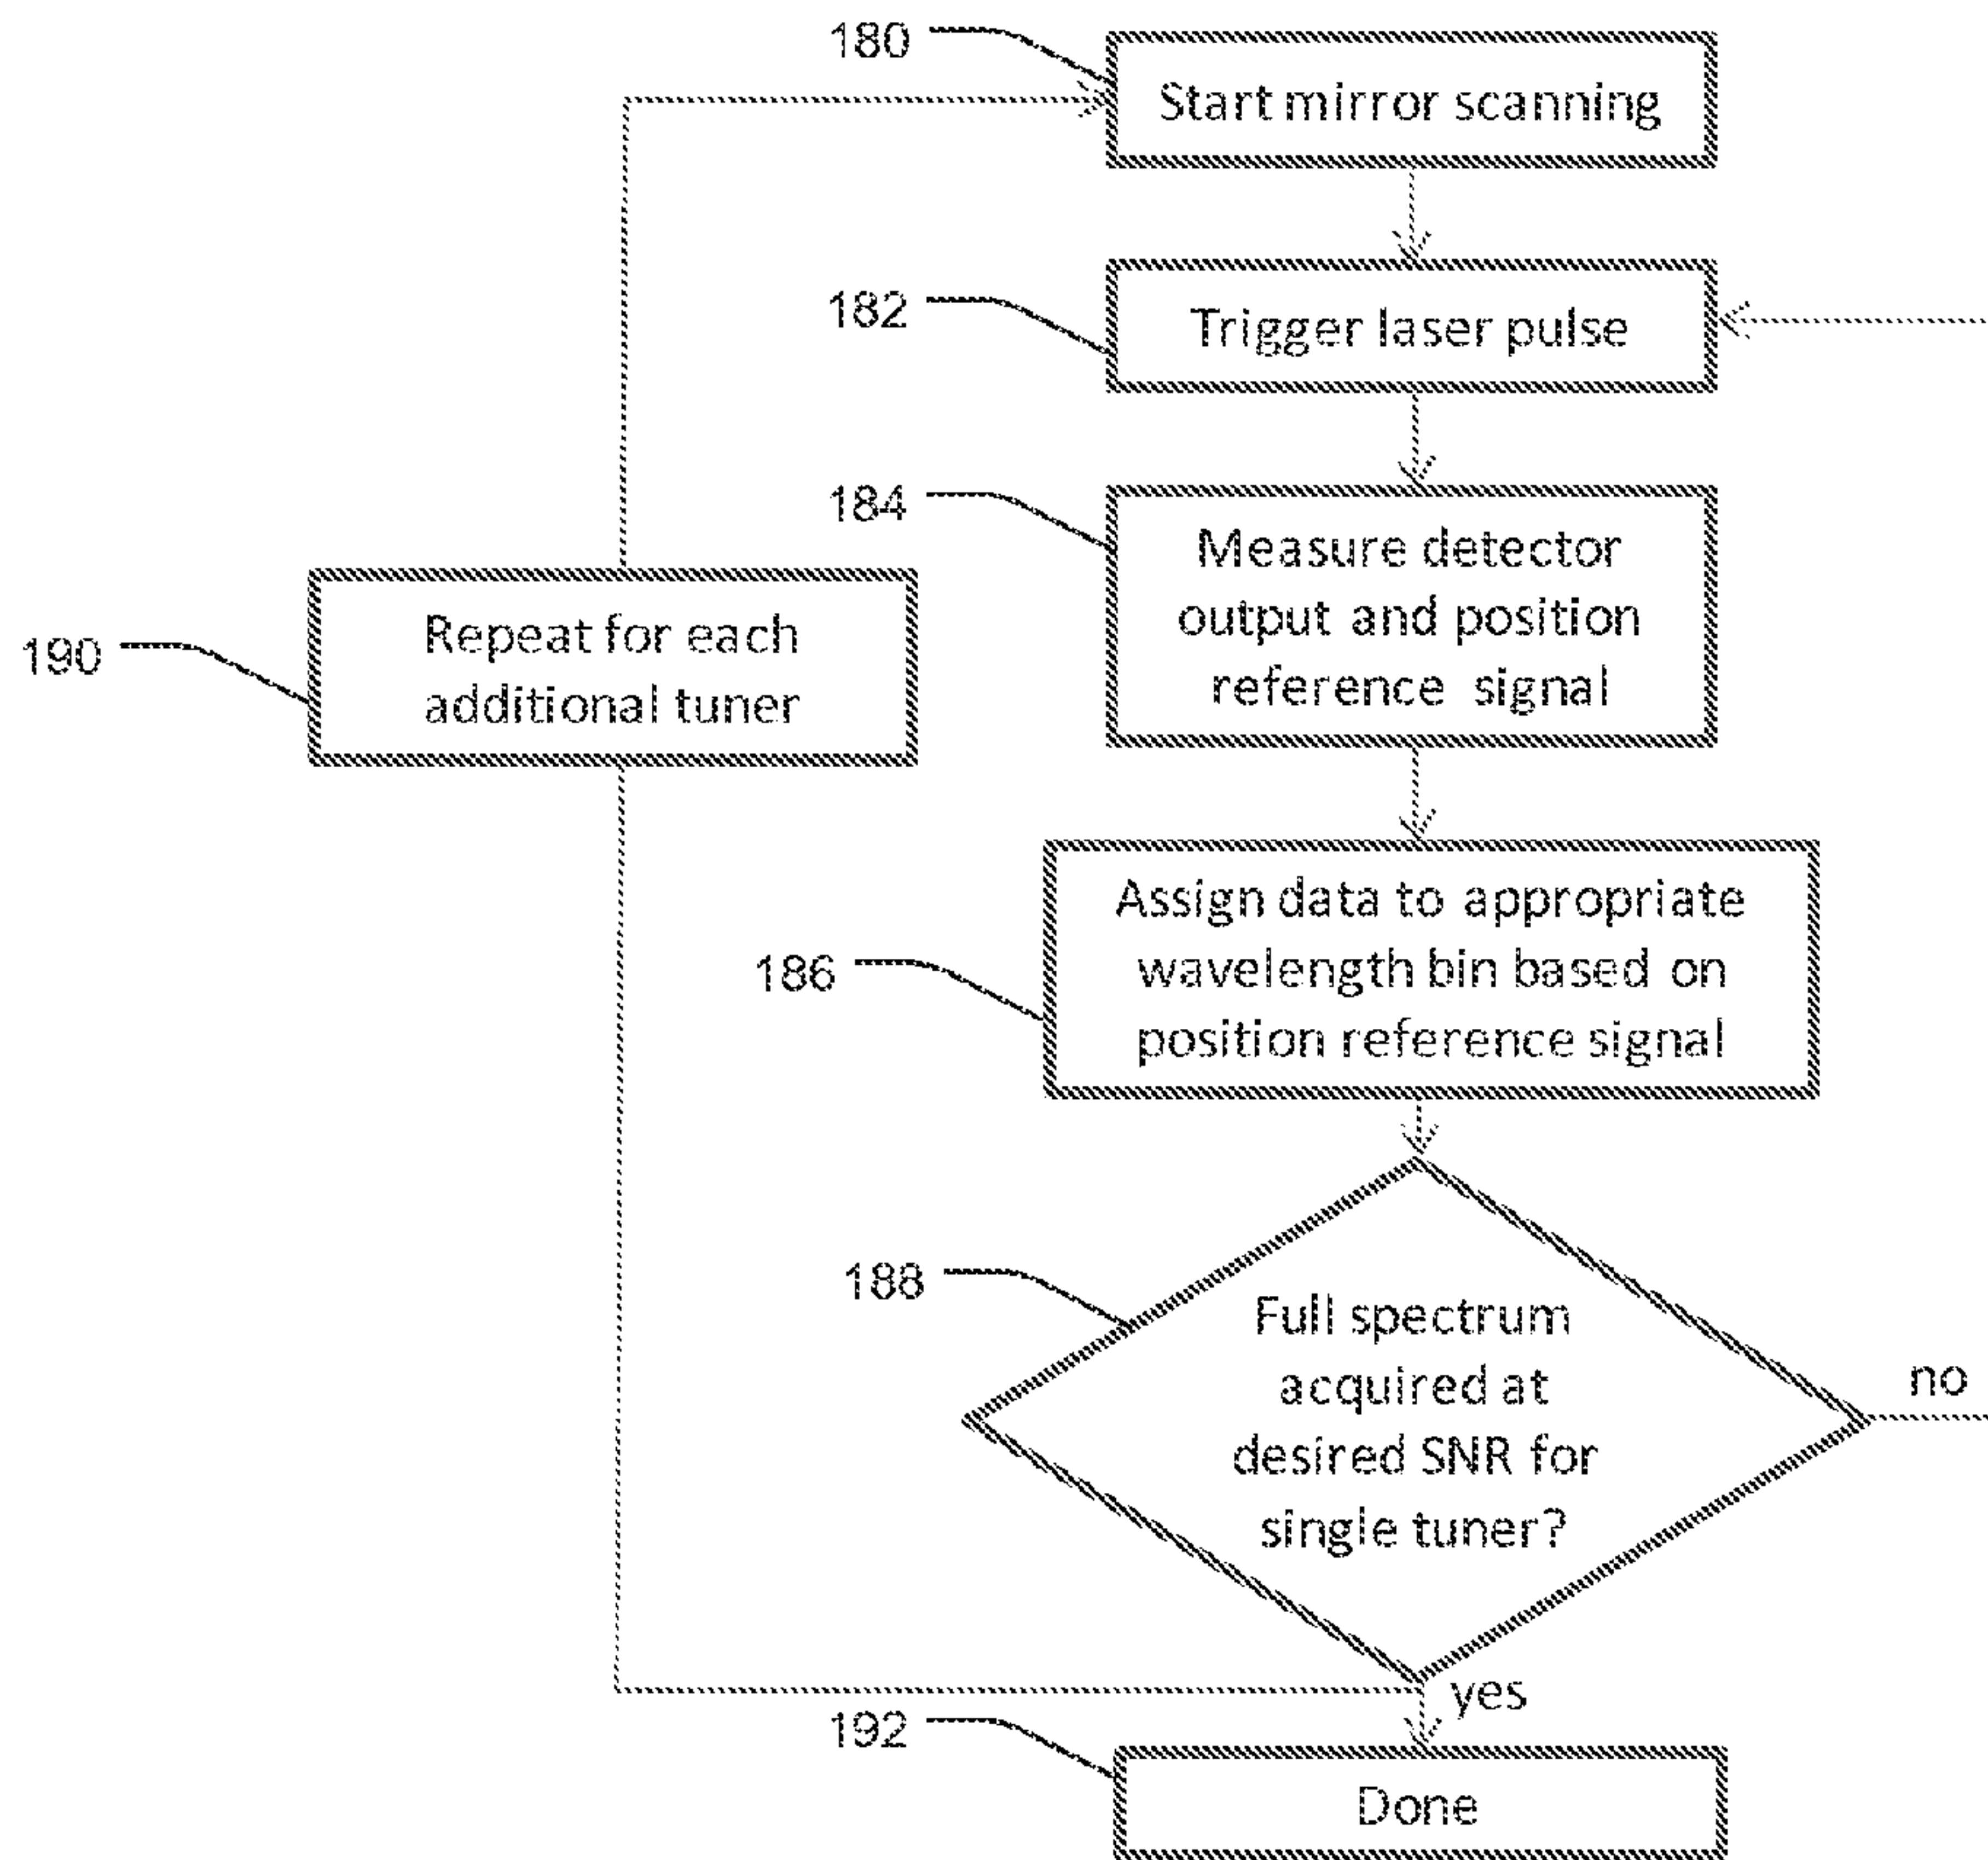 180
Start mirror scanning
182
Trigger laser pulse
184
Measure detector
output and position
reference signal
190
Repeat for each
additional tuner
186
Assign data to appropriate
wavelength bin based on
position reference signal
188
Full spectrum
acquired at
desired SNR for
single tuner?
no
yes
192
Done